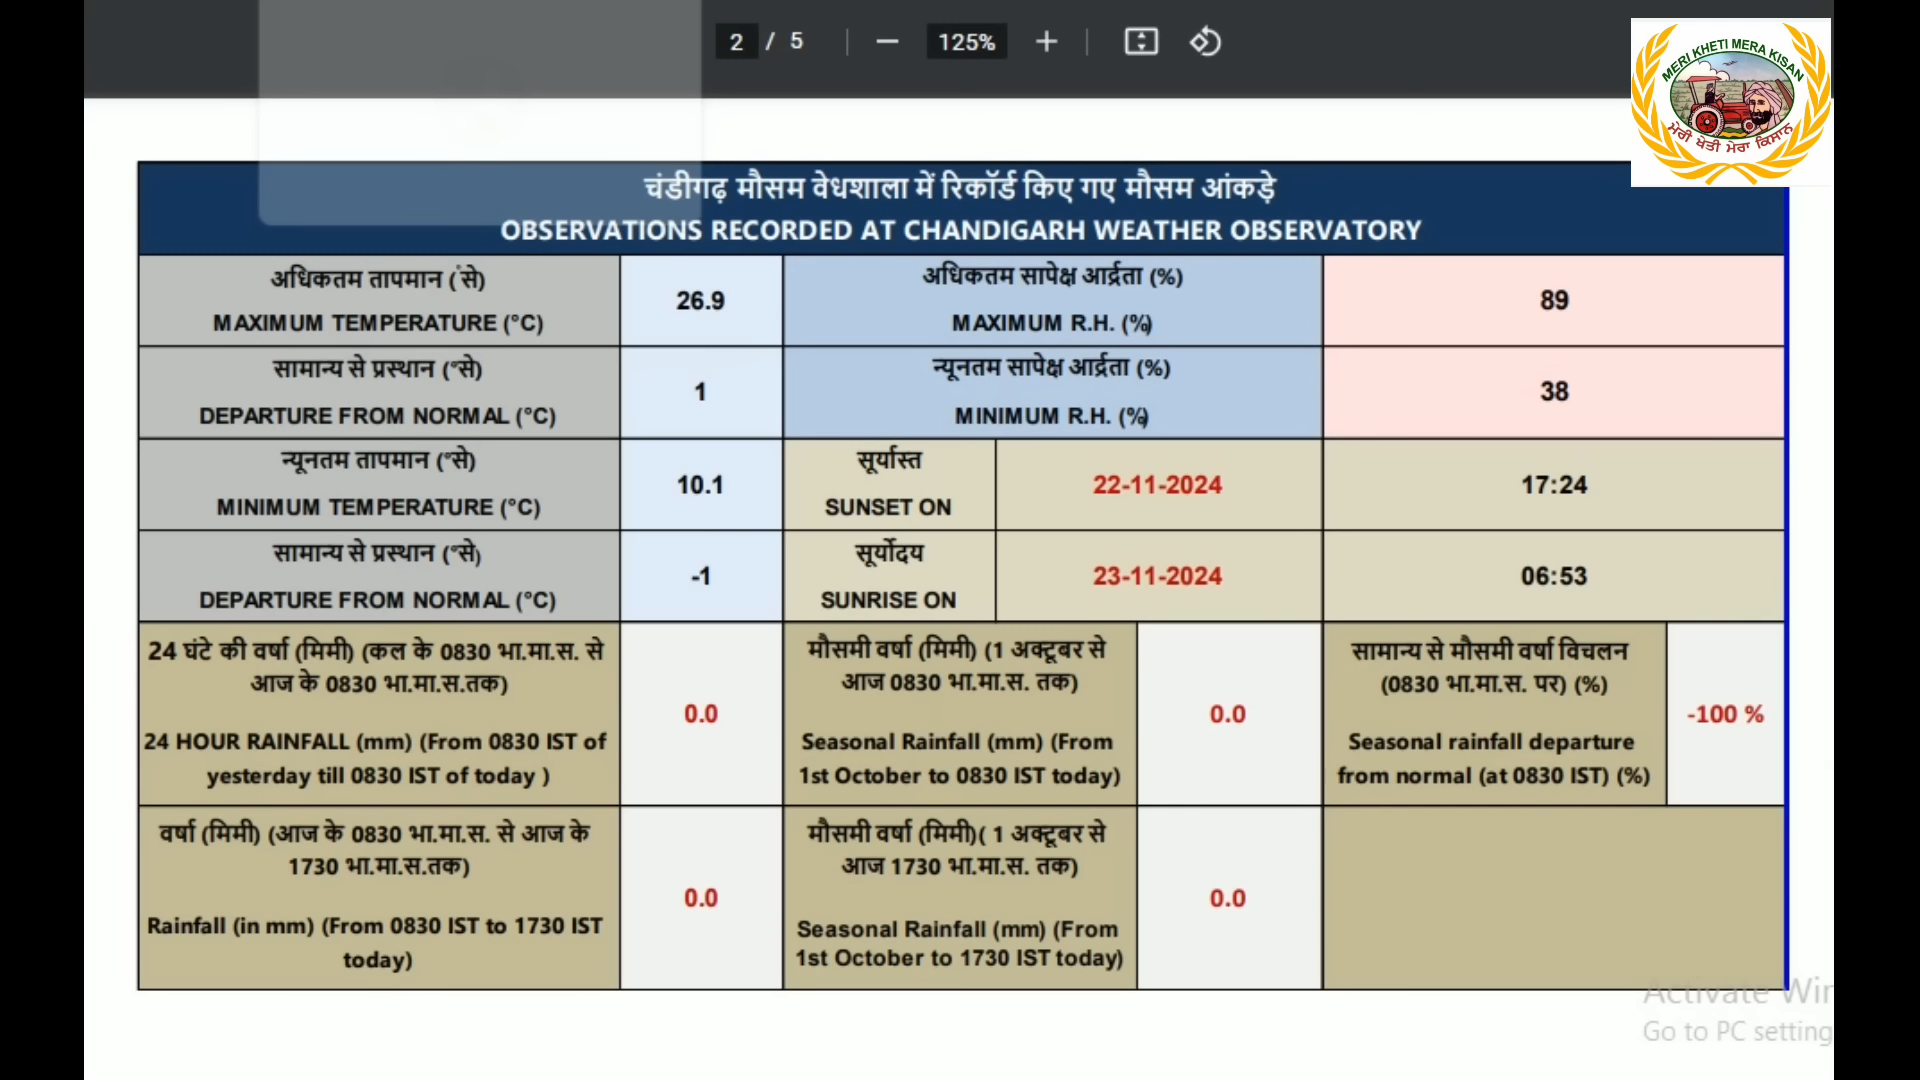 2 / 5
125%
MERI KHETI MERA KISAN
ਮੇਰੀ ਖੇਤੀ ਮੇਰਾ ਕਿਸਾਨ
चंडीगढ़ मौसम वेधशाला में रिकॉर्ड किए गए मौसम आंकड़े
OBSERVATIONS RECORDED AT CHANDIGARH WEATHER OBSERVATORY
अधिकतम तापमान (ंसे)
MAXIMUM TEMPERATURE (°C)
26.9
अधिकतम सापेक्ष आर्द्रता (%)
MAXIMUM R.H. (%)
89
सामान्य से प्रस्थान (°से)
DEPARTURE FROM NORMAL (°C)
1
न्यूनतम सापेक्ष आर्द्रता (%)
MINIMUM R.H. (%)
38
न्यूनतम तापमान (°से)
MINIMUM TEMPERATURE (°C)
10.1
सूर्यास्त
SUNSET ON
22-11-2024
17:24
सामान्य से प्रस्थान (°से)
DEPARTURE FROM NORMAL (°C)
-1
सूर्योदय
SUNRISE ON
23-11-2024
06:53
24 घंटे की वर्षा (मिमी) (कल के 0830 भा.मा.स. से
आज के 0830 भा.मा.स.तक)
24 HOUR RAINFALL (mm) (From 0830 IST of
yesterday till 0830 IST of today )
0.0
मौसमी वर्षा (मिमी) (1 अक्टूबर से
आज 0830 भा.मा.स. तक)
Seasonal Rainfall (mm) (From
1st October to 0830 IST today)
0.0
सामान्य से मौसमी वर्षा विचलन
(0830 भा.मा.स. पर) (%)
Seasonal rainfall departure
from normal (at 0830 IST) (%)
-100 %
वर्षा (मिमी) (आज के 0830 भा.मा.स. से आज के
1730 भा.मा.स.तक)
Rainfall (in mm) (From 0830 IST to 1730 IST
today)
0.0
मौसमी वर्षा (मिमी)( 1 अक्टूबर से
आज 1730 भा.मा.स. तक)
Seasonal Rainfall (mm) (From
1st October to 1730 IST today)
0.0
Activate Win
Go to PC setting